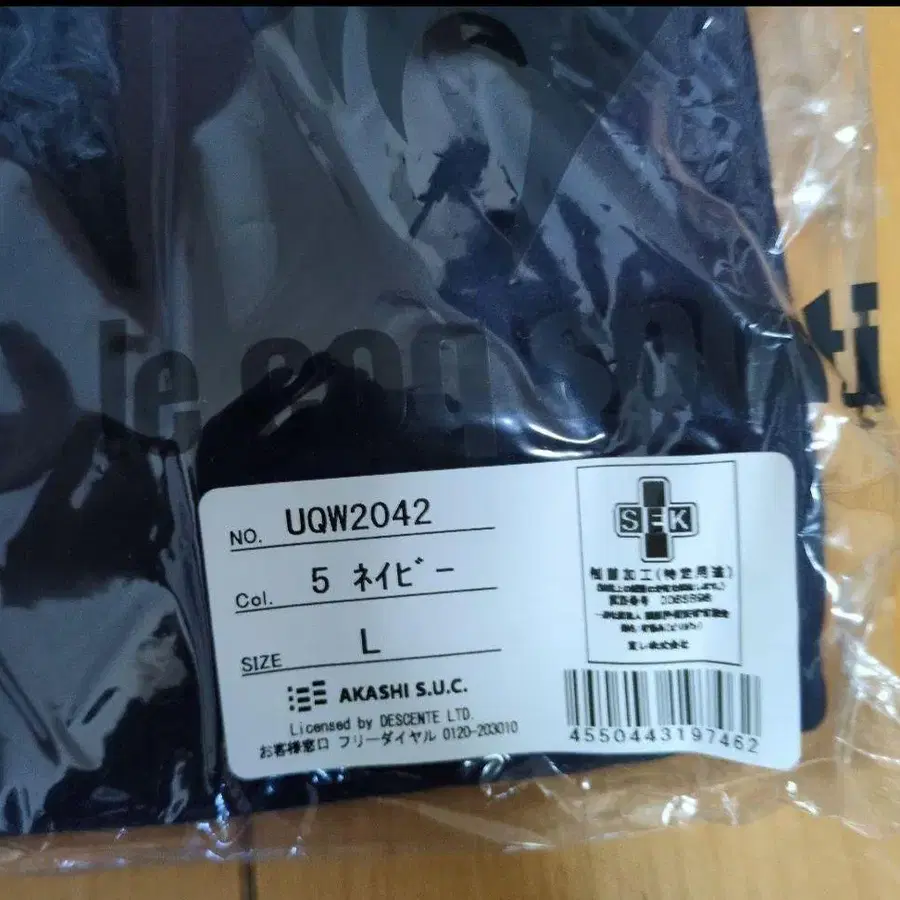 le coq sporti
NO. UQW2042
Col. 5 ネイビー
SIZE L
AKASHI S.U.C.
Licensed by DESCENTE LTD.
お客様窓口 フリーダイヤル 0120-203010
SEK
制菌加工(特定用途)
4550443197462